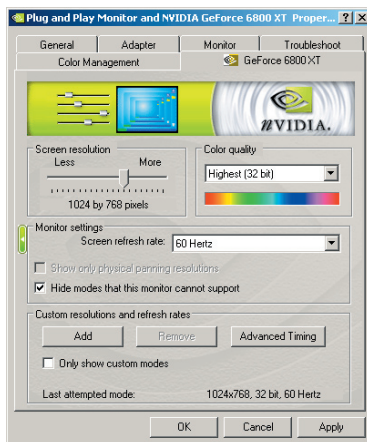 Plug and Play Monitor and NVIDIA GeForce 6800 XT Proper... ? X
General Adapter Monitor Troubleshoot
Color Management GeForce 6800 XT
nVIDIA.
Screen resolution
Less More
1024 by 768 pixels
Color quality
Highest (32 bit)
Monitor settings
Screen refresh rate: 60 Hertz
Show only physical panning resolutions
Hide modes that this monitor cannot support
Custom resolutions and refresh rates
Add Remove Advanced Timing
Only show custom modes
Last attempted mode: 1024x768, 32 bit, 60 Hertz
OK Cancel Apply